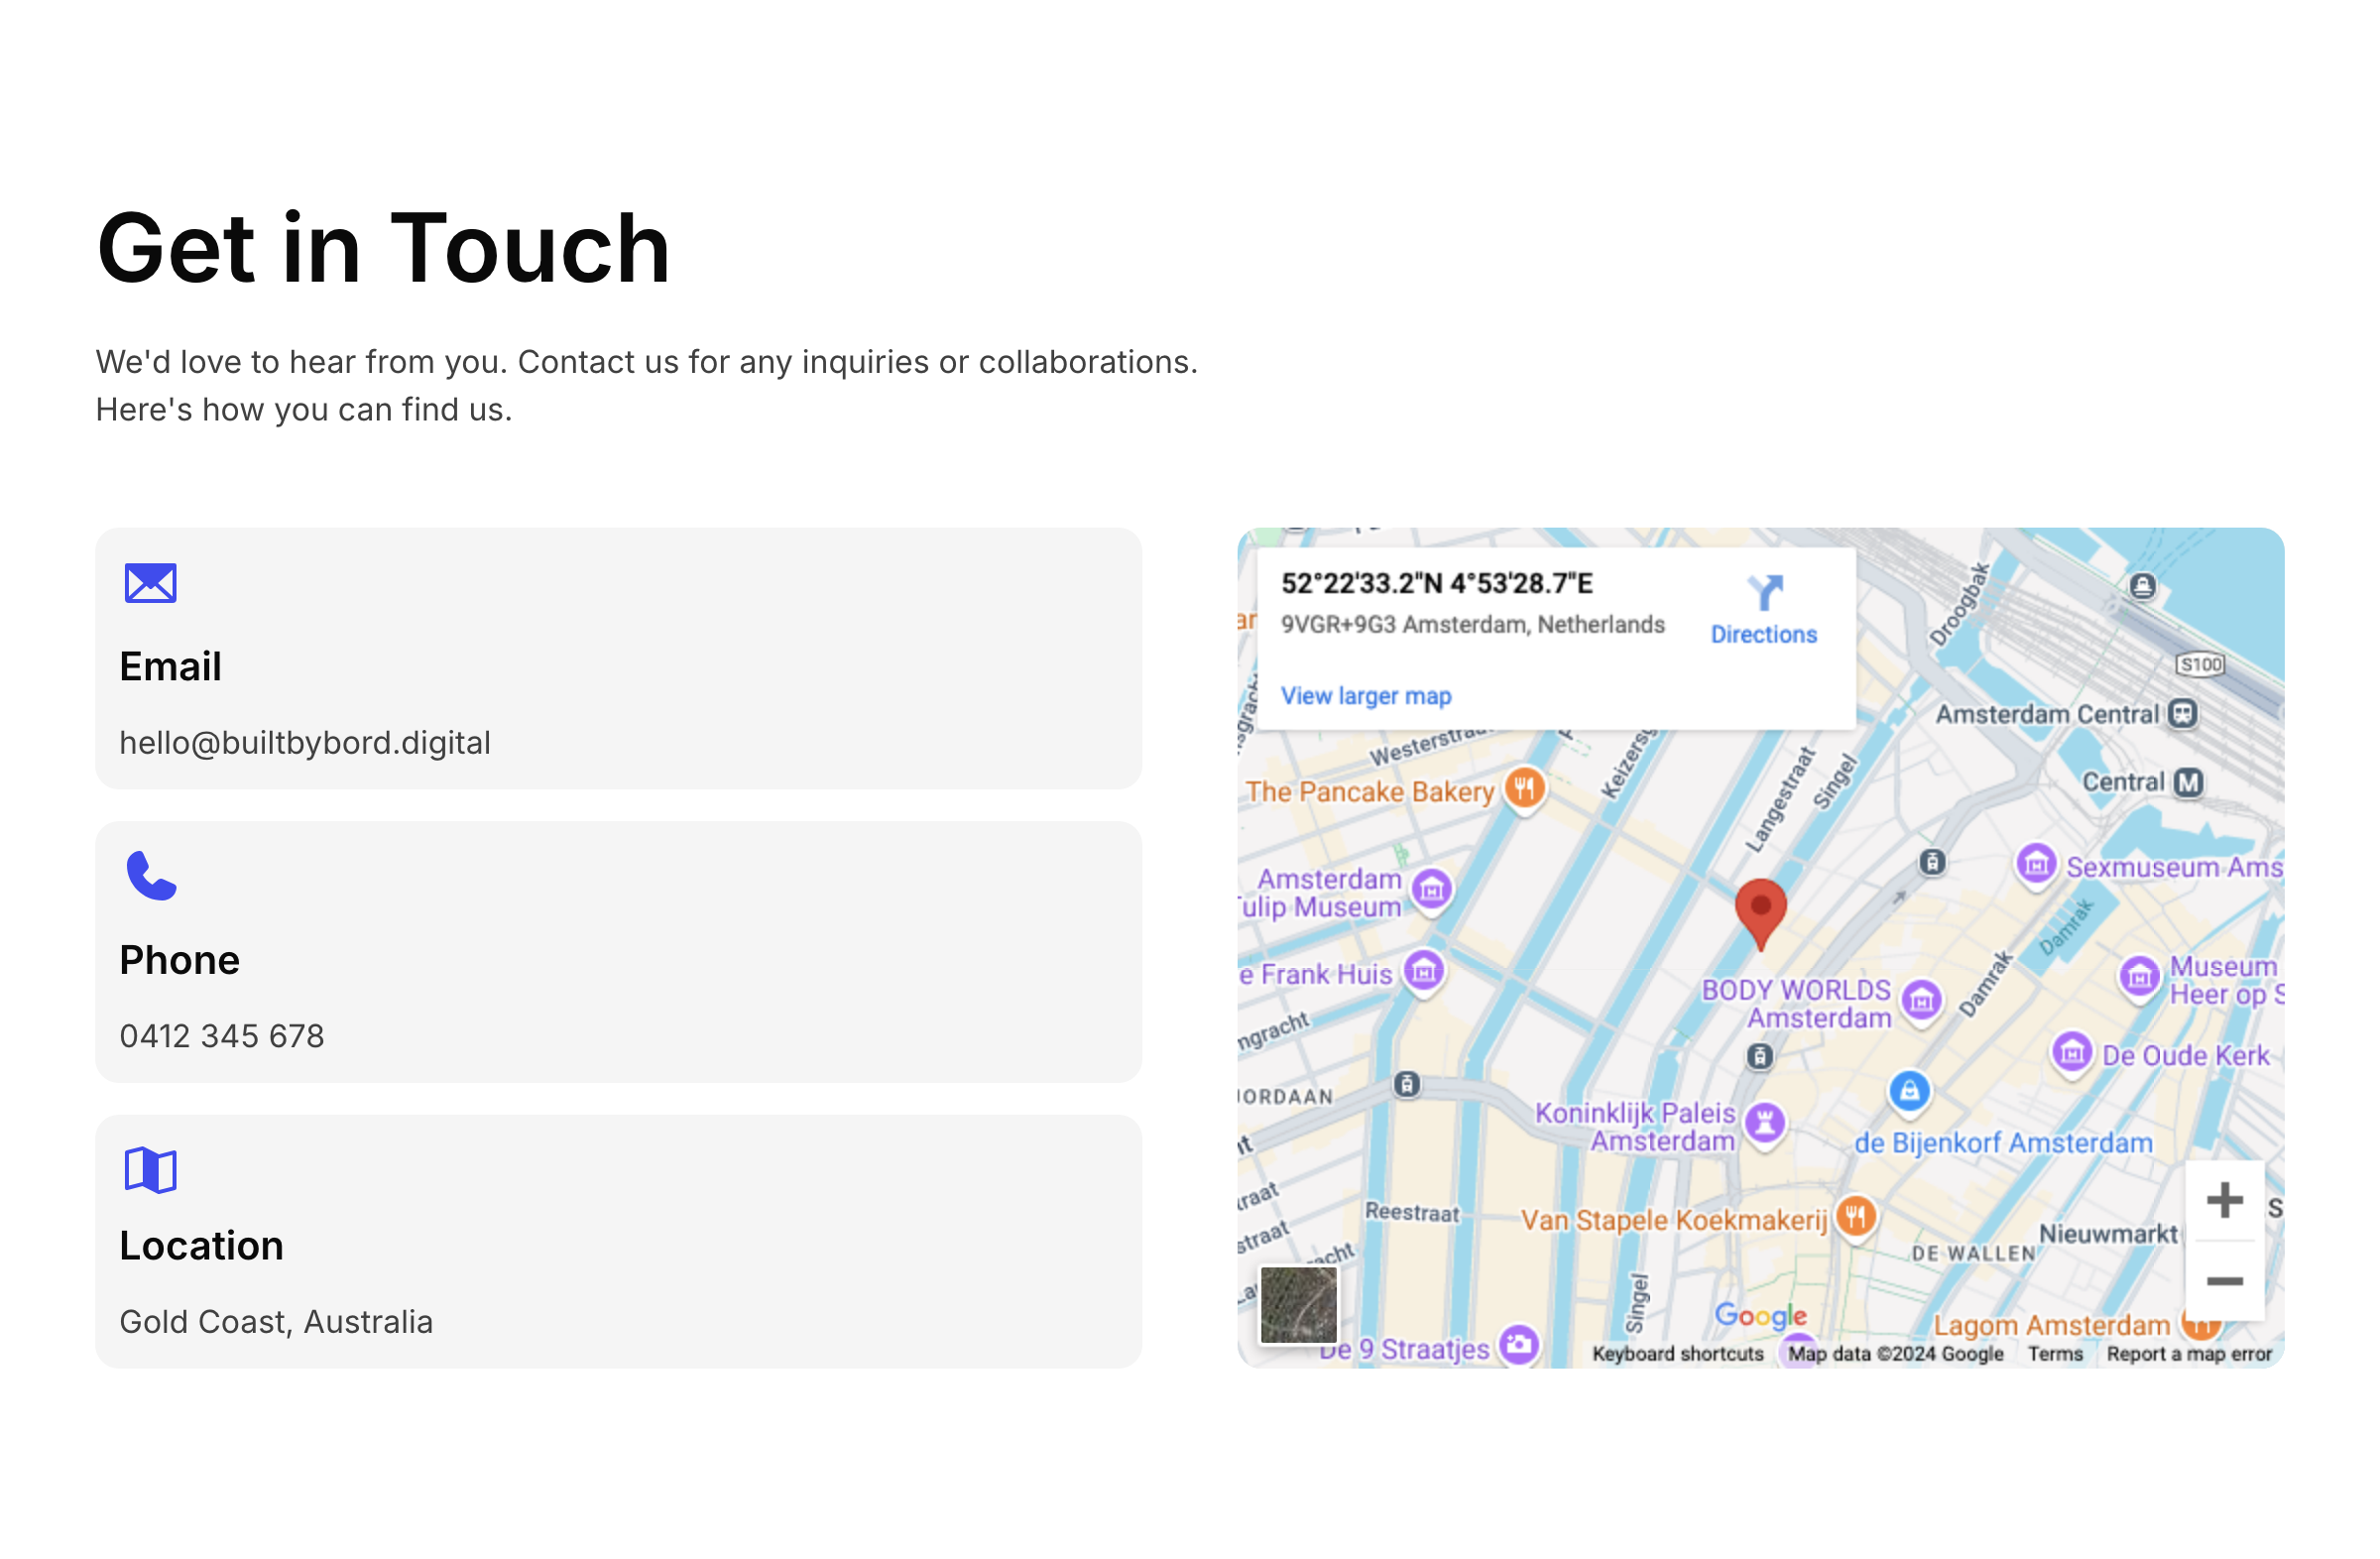 Get in Touch
We'd love to hear from you. Contact us for any inquiries or collaborations.
Here's how you can find us.
Email
hello@builtbybord.digital
Phone
0412 345 678
Location
Gold Coast, Australia
52°22'33.2"N 4°53'28.7"E
9VGR+9G3 Amsterdam, Netherlands
Directions
View larger map
Droogbak
S100
Amsterdam Central
Westerstraat
Keizersg
Langestraat
Singel
Central
M
The Pancake Bakery
Amsterdam
Tulip Museum
Sexmuseum Ams
Damrak
e Frank Huis
BODY WORLDS
Amsterdam
Damrak
Museum
Heer op S
ngracht
De Oude Kerk
JORDAAN
Koninklijk Paleis
Amsterdam
de Bijenkorf Amsterdam
raat
straat
Reestraat
Van Stapele Koekmakerij
Nieuwmarkt
DE WALLEN
acht
Singel
Google
Lagom Amsterdam
De 9 Straatjes
Keyboard shortcuts
Map data ©2024 Google
Terms
Report a map error